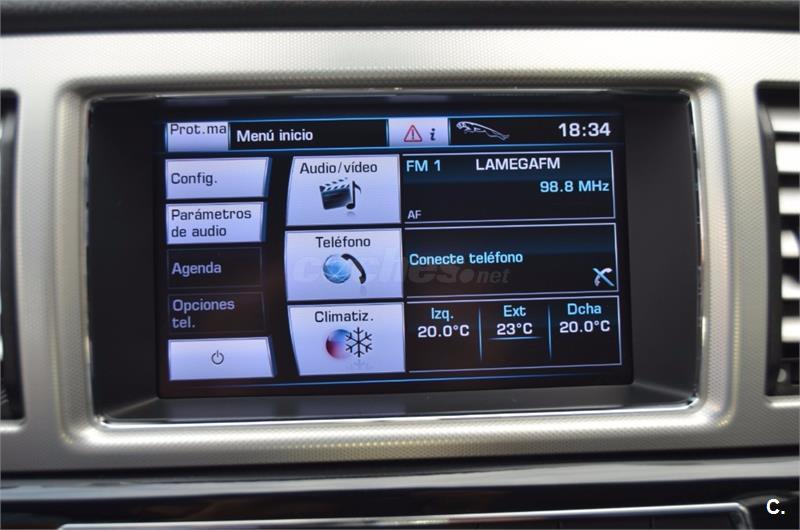 Prot.ma
Menú inicio
i
18:34
Config.
Parámetros
de audio
Agenda
Opciones
tel.
Audio/vídeo
Teléfono
Climatiz.
FM 1 LAMEGAFM
98.8 MHz
AF
Conecte teléfono
Izq. Ext Dcha
20.0°C 23°C 20.0°C
coches.net
C.